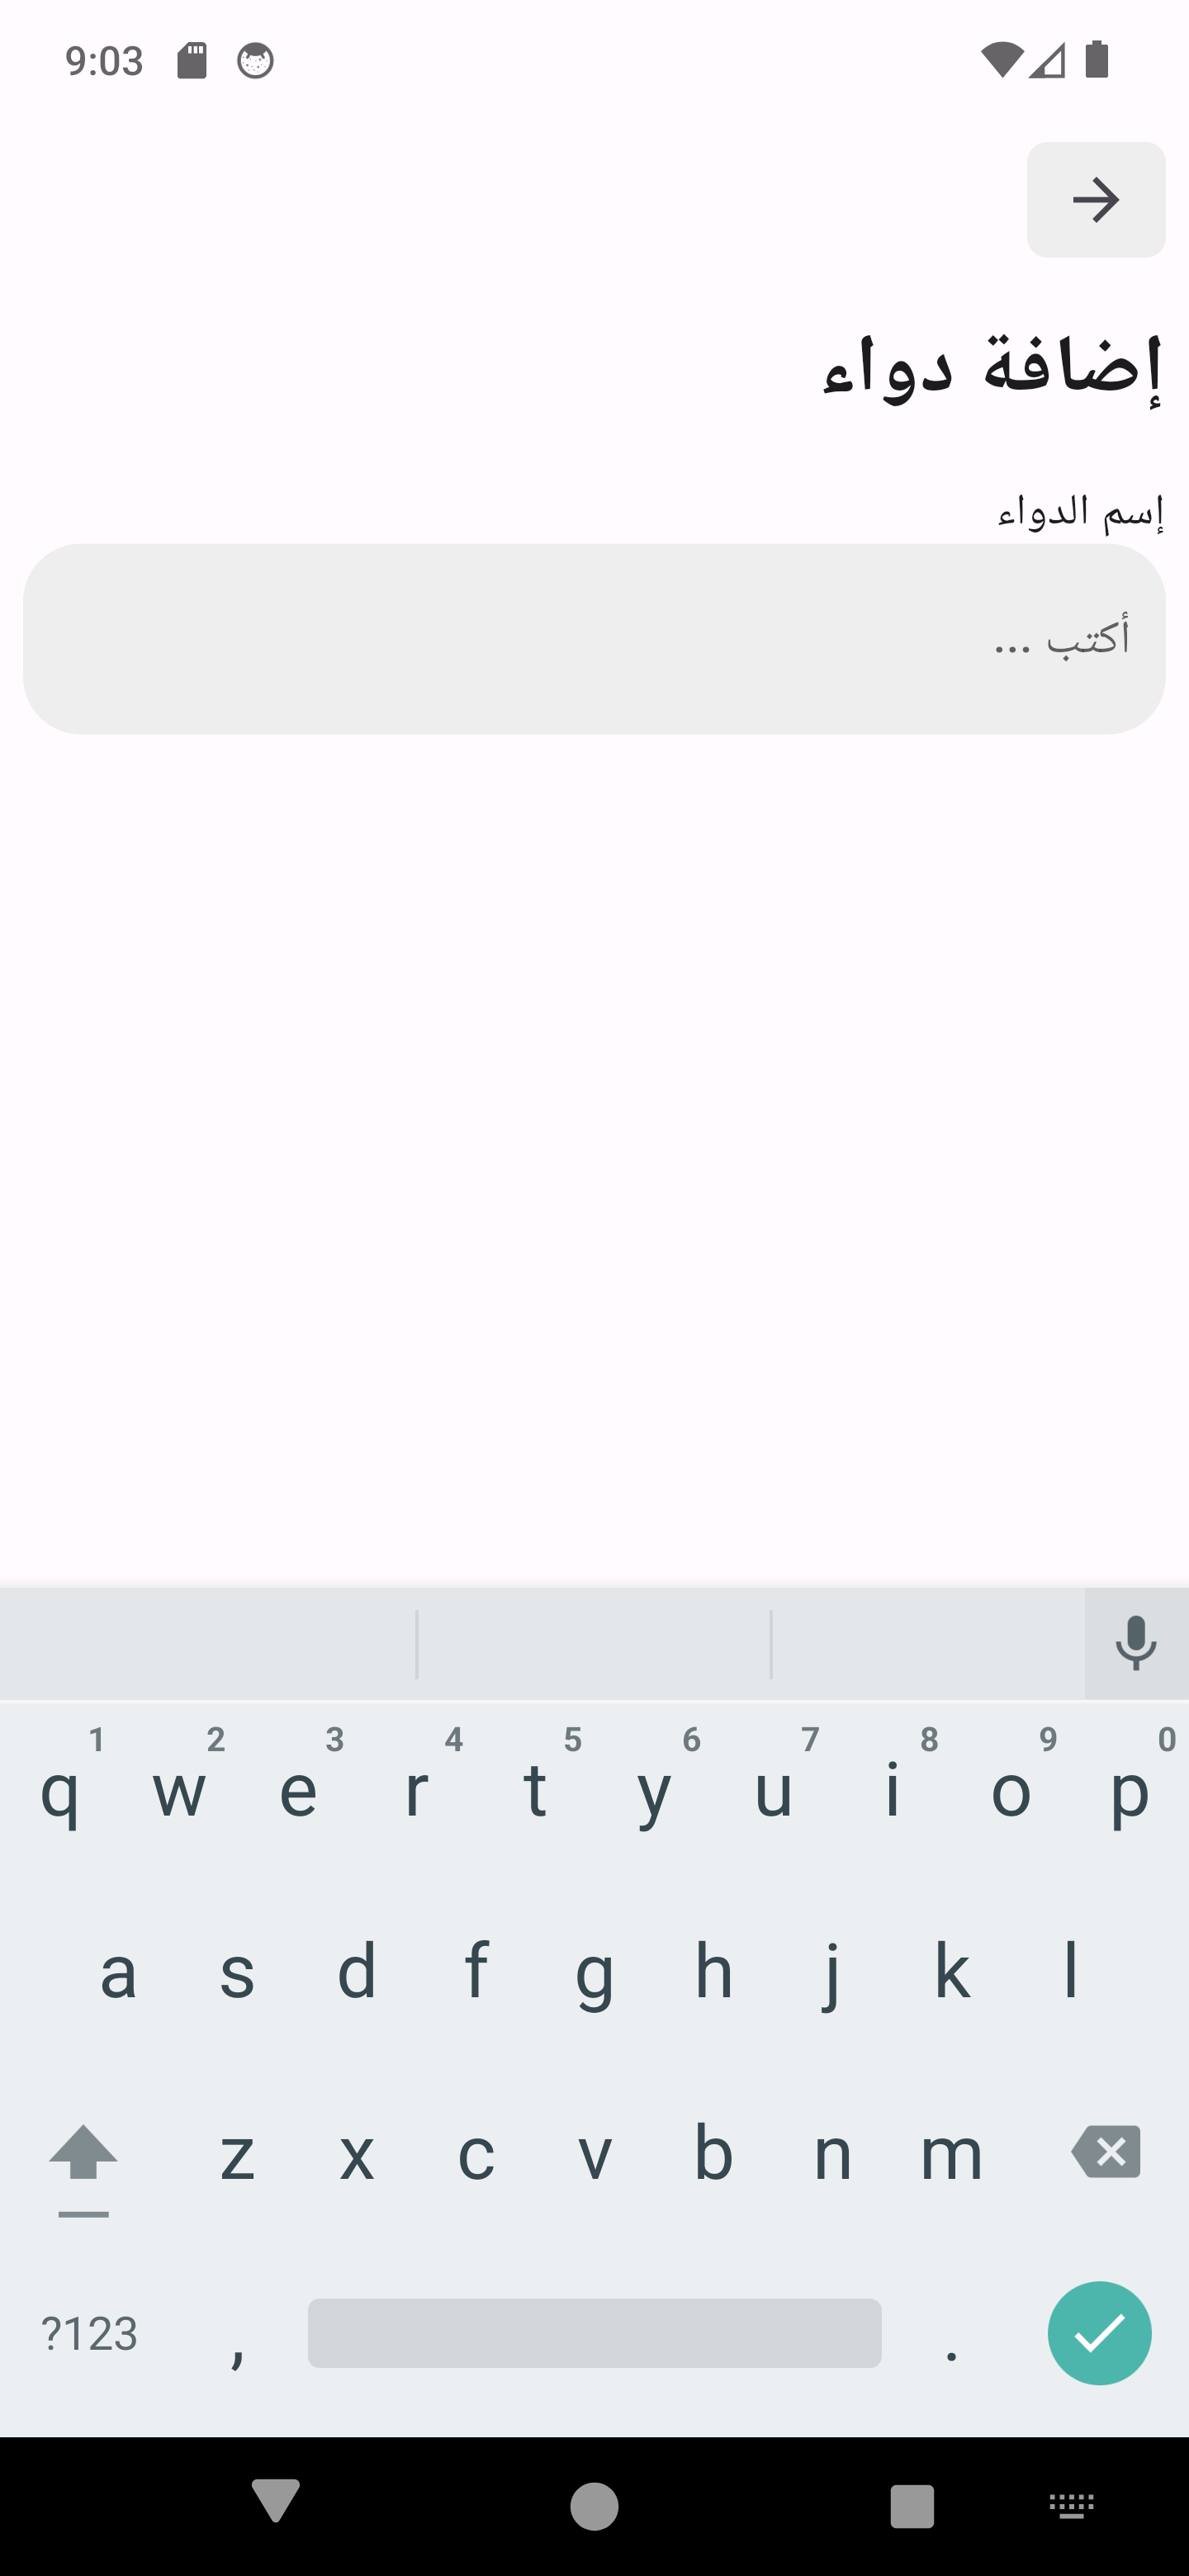 9:03
إضافة دواء
إسم الدواء
أكتب ...
1 2 3 4 5 6 7 8 9 0
q w e r t y u i o p
a s d f g h j k l
z x c v b n m
?123 , .